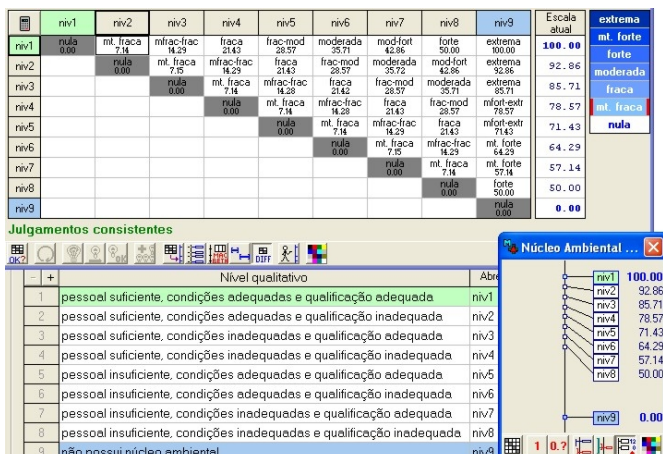 niv1 niv2 niv3 niv4 niv5 niv6 niv7 niv8 niv9 Escala atual extrema
niv1 nula 0.00 mt. fraca 7.14 mfrac-frac 14.29 fraca 21.43 frac-mod 28.57 moderada 35.71 mod-fort 42.86 forte 50.00 extrema 100.00 100.00 mt. forte
niv2 nula 0.00 mt. fraca 7.15 mfrac-frac 14.29 fraca 21.43 frac-mod 28.57 moderada 35.72 mod-fort 42.86 extrema 92.86 92.86 forte
niv3 nula 0.00 mt. fraca 7.14 mfrac-frac 14.28 fraca 21.42 frac-mod 28.57 moderada 35.71 extrema 85.71 85.71 moderada
niv4 nula 0.00 mt. fraca 7.14 mfrac-frac 14.28 fraca 21.43 frac-mod 28.57 mfort-extr 78.57 78.57 fraca
niv5 nula 0.00 mt. fraca 7.14 mfrac-frac 14.29 fraca 21.43 mfort-extr 71.43 71.43 mt. fraca
niv6 nula 0.00 mt. fraca 7.15 mfrac-frac 14.29 mt. forte 64.29 64.29 nula
niv7 nula 0.00 mt. fraca 7.14 mt. forte 57.14 57.14
niv8 nula 0.00 forte 50.00 50.00
niv9 nula 0.00 0.00
Julgamentos consistentes
OK? OK MAC DIFF
- + Nível qualitativo Abre
1 pessoal suficiente, condições adequadas e qualificação adequada niv1
2 pessoal suficiente, condições adequadas e qualificação inadequada niv2
3 pessoal suficiente, condições inadequadas e qualificação adequada niv3
4 pessoal suficiente, condições inadequadas e qualificação inadequada niv4
5 pessoal insuficiente, condições adequadas e qualificação adequada niv5
6 pessoal insuficiente, condições adequadas e qualificação inadequada niv6
7 pessoal insuficiente, condições inadequadas e qualificação adequada niv7
8 pessoal insuficiente, condições inadequadas e qualificação inadequada niv8
9 não possui núcleo ambiental niv9
Núcleo Ambiental ...
niv1 100.00
niv2 92.86
niv3 85.71
niv4 78.57
niv5 71.43
niv6 64.29
niv7 57.14
niv8 50.00
niv9 0.00
1 0.?